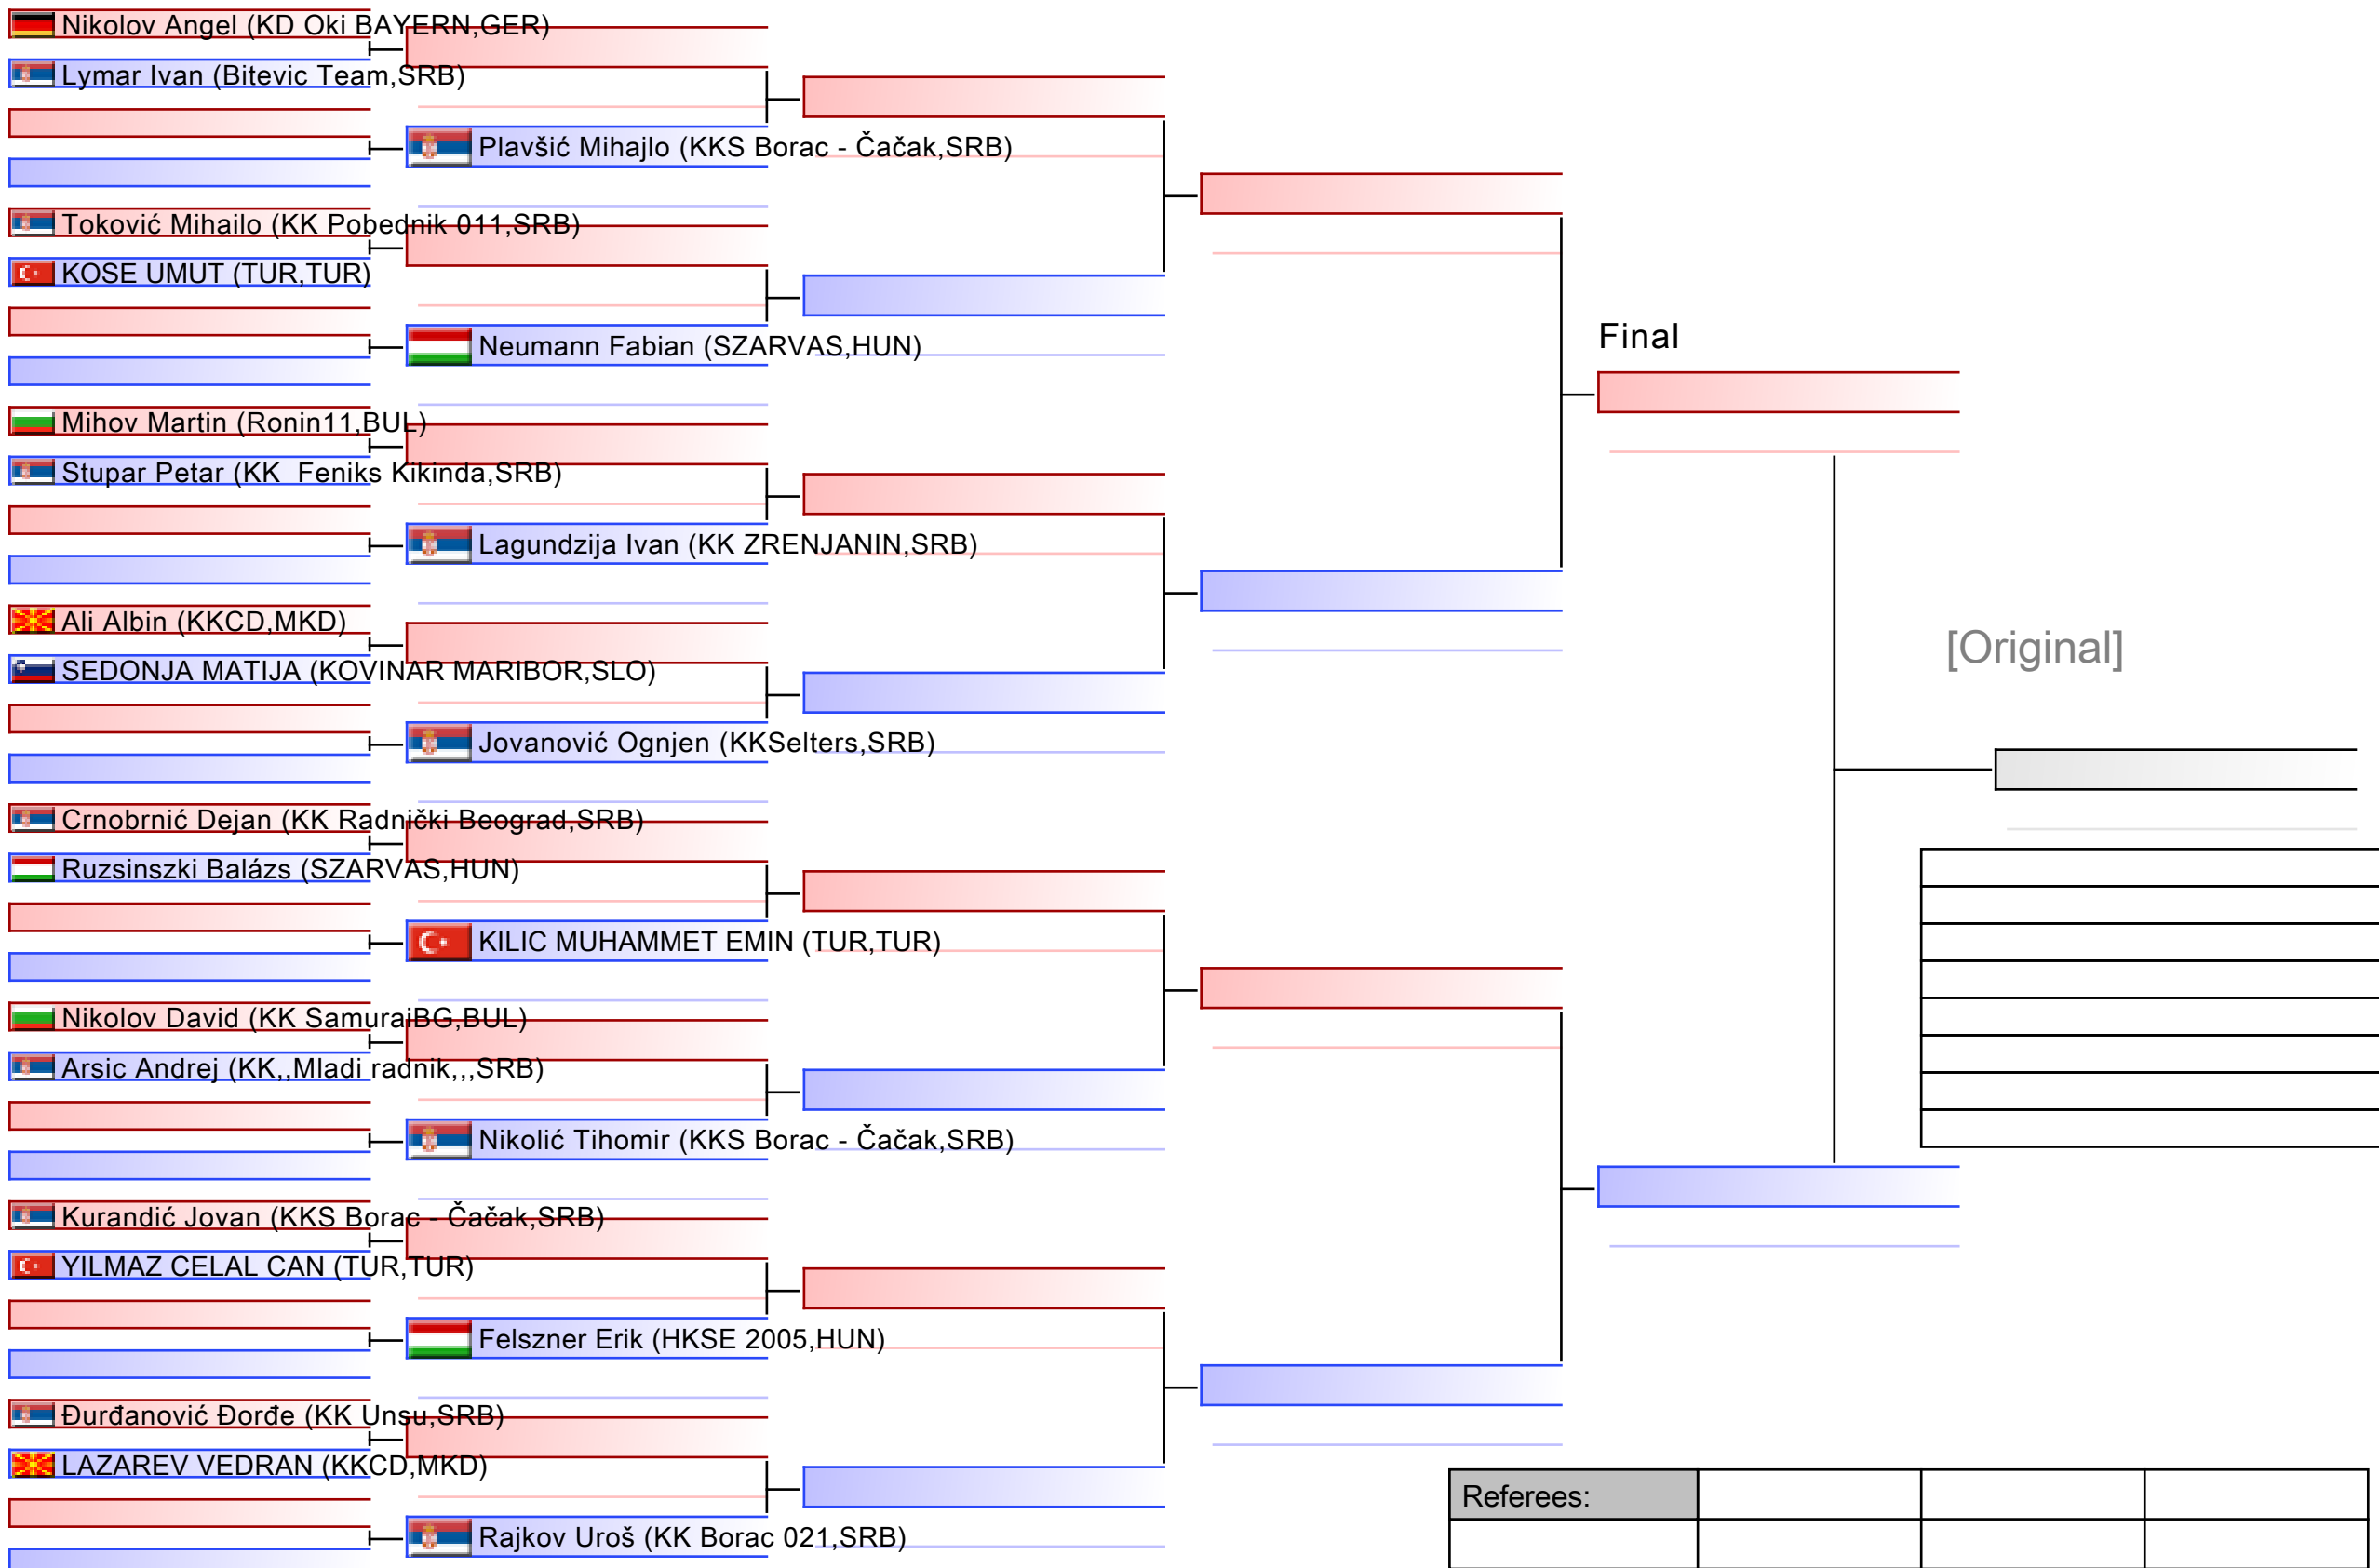 Nikolov Angel (KD Oki BAYERN,GER)
Lymar Ivan (Bitevic Team,SRB)
Plavšić Mihajlo (KKS Borac - Čačak,SRB)
Toković Mihailo (KK Pobednik 011,SRB)
KOSE UMUT (TUR,TUR)
Neumann Fabian (SZARVAS,HUN)
Final
Mihov Martin (Ronin11,BUL)
Stupar Petar (KK  Feniks Kikinda,SRB)
Lagundzija Ivan (KK ZRENJANIN,SRB)
Ali Albin (KKCD,MKD)
[Original]
SEDONJA MATIJA (KOVINAR MARIBOR,SLO)
Jovanović Ognjen (KKSelters,SRB)
Crnobrnić Dejan (KK Radnički Beograd,SRB)
Ruzsinszki Balázs (SZARVAS,HUN)
KILIC MUHAMMET EMIN (TUR,TUR)
Nikolov David (KK SamuraiBG,BUL)
Arsic Andrej (KK,,Mladi radnik,,,SRB)
Nikolić Tihomir (KKS Borac - Čačak,SRB)
Kurandić Jovan (KKS Borac - Čačak,SRB)
YILMAZ CELAL CAN (TUR,TUR)
Felszner Erik (HKSE 2005,HUN)
Đurđanović Đorđe (KK Unsu,SRB)
LAZAREV VEDRAN (KKCD,MKD)
Referees:
Rajkov Uroš (KK Borac 021,SRB)